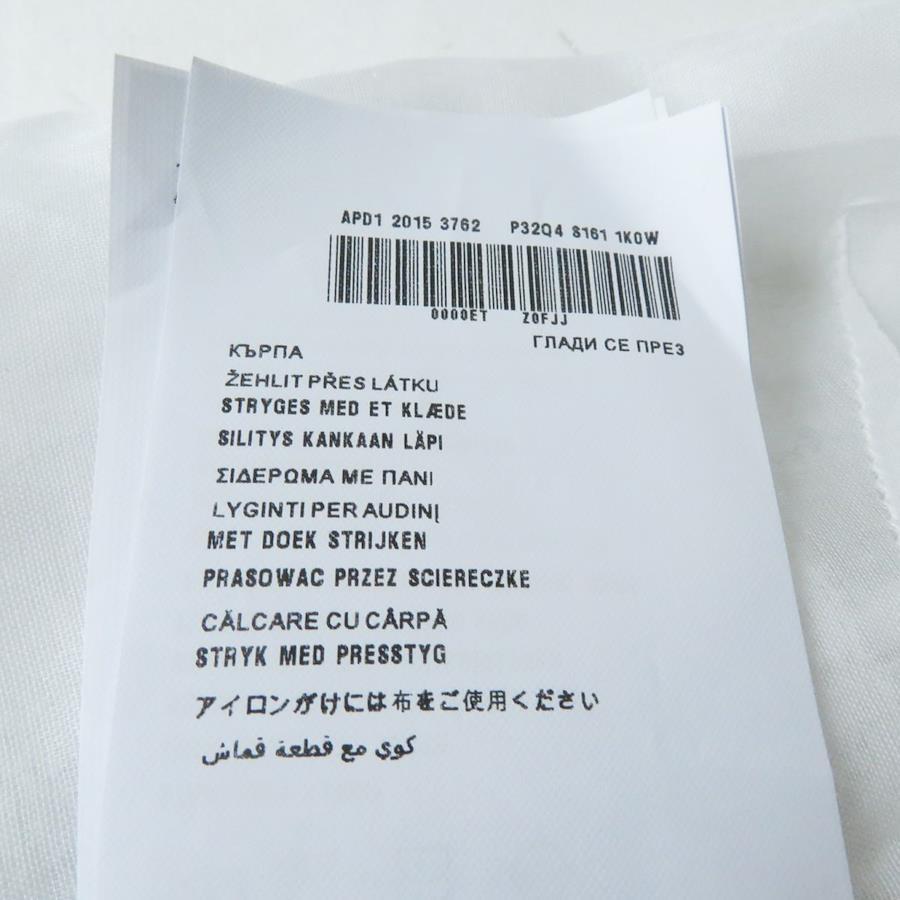 APD1 2015 3762 P32Q4 S161 1K0W
0000ET Z0FJJ
ГЛАДИ СЕ ПРЕЗ
КЪРПА
ŽEHLIT PŘES LÁTKU
STRYGES MED ET KLÆDE
SILITYS KANKAAN LÄPI
ΣΙΔΕΡΩΜΑ ΜΕ ΠΑΝΙ
LYGINTI PER AUDINĮ
MET DOEK STRIJKEN
PRASOWAC PRZEZ SCIERECZKE
CĂLCARE CU CÂRPĂ
STRYK MED PRESSTYG
アイロンがけには布をご使用ください
كوي مع قطعة قماش